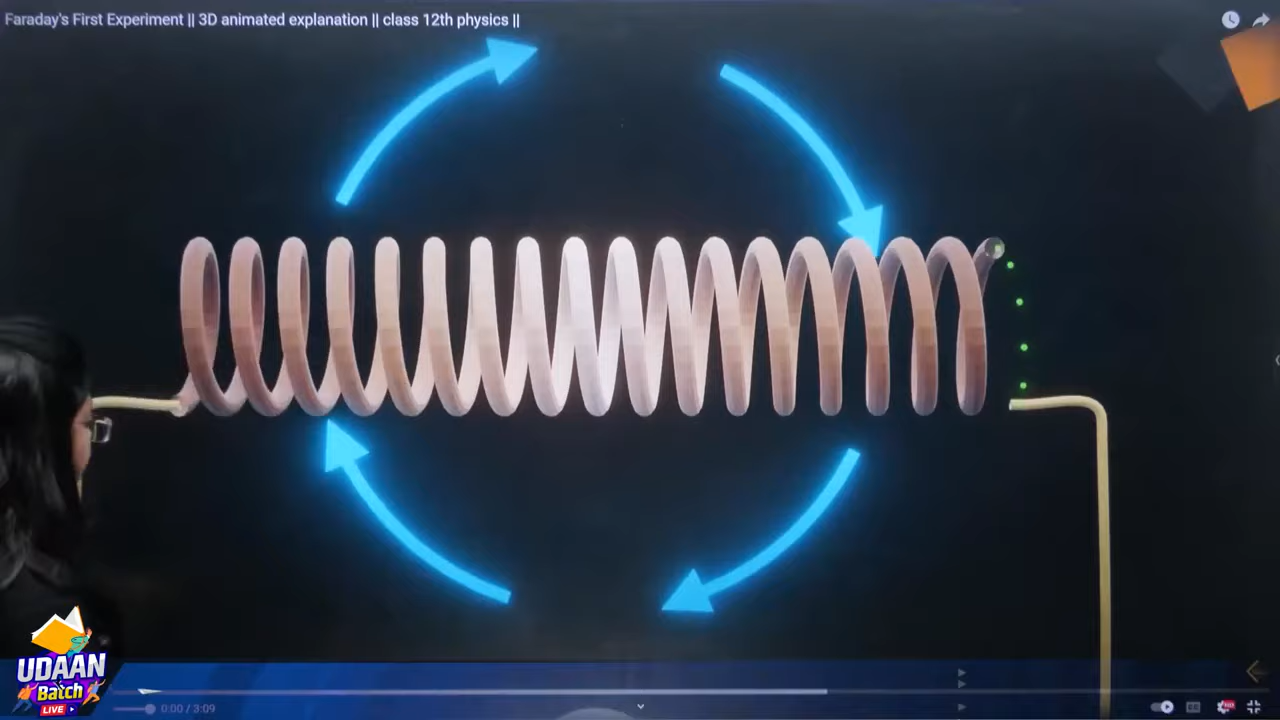 Faraday's First Experiment || 3D animated explanation || class 12th physics ||
UDAAN
Batch
LIVE
0:00 / 3:09